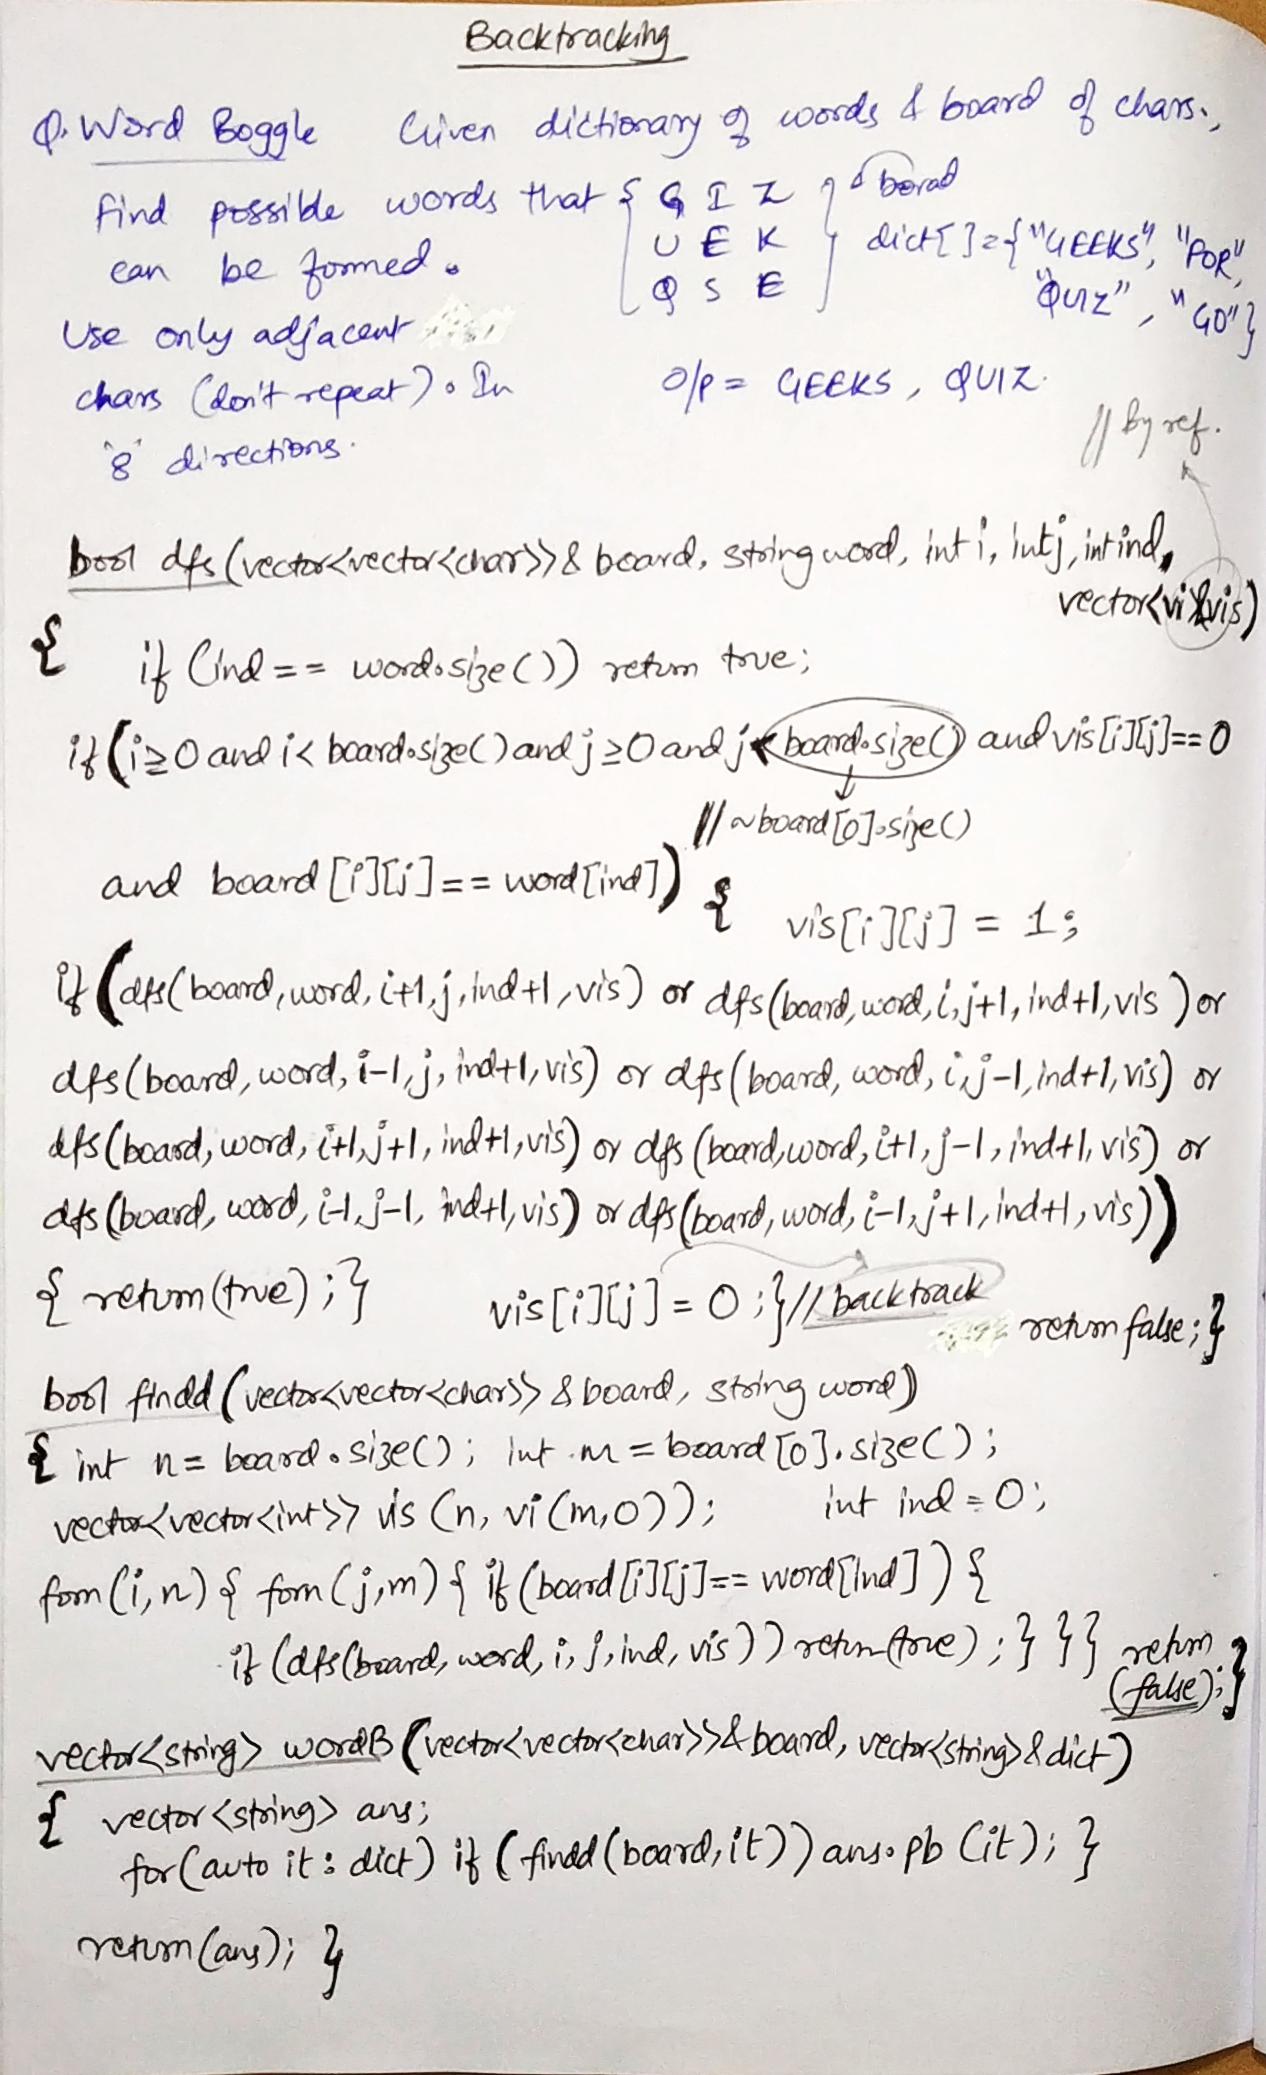 Backtracking
Q. Word Boggle Given dictionary of words & board of chars.,
find possible words that { G I Z } borad
U E K dict[ ]={"GEEKS", "FOR",
can be formed.
Q S E "QUIZ", "GO"}
Use only adjacent
chars (don't repeat). In o/p = GEEKS, QUIZ.
'8' directions.
// By ref.
bool dfs(vector<vector<char>>& board, string word, int i, int j, int ind,
vector<vi>&vis)
{ if (ind == word.size()) return true;
if(i≥0 and i< board.size() and j≥0 and j< board.size() and vis[i][j]==0
// ~board[0].size()
and board[i][j]== word[ind]) { vis[i][j] = 1;
if (dfs(board, word, i+1, j, ind+1, vis) or dfs(board, word, i, j+1, ind+1, vis) or
dfs(board, word, i-1, j, ind+1, vis) or dfs(board, word, i, j-1, ind+1, vis) or
dfs(board, word, i+1, j+1, ind+1, vis) or dfs(board, word, i+1, j-1, ind+1, vis) or
dfs(board, word, i-1, j-1, ind+1, vis) or dfs(board, word, i-1, j+1, ind+1, vis))
{ return(true);} vis[i][j] = 0;}// backtrack
return false;}
bool findd (vector<vector<char>> & board, string word)
{ int n= board.size(); int m = board[0].size();
vector<vector<int>> vis (n, vi(m,0)); int ind = 0;
forn(i,n) { forn(j,m) { if (board[i][j]== word[ind]) {
if (dfs(board, word, i, j, ind, vis)) return(true);} }} return
(false);}
vector<string> wordB (vector<vector<char>>& board, vector<string>& dict)
{ vector<string> ans;
for(auto it: dict) if (findd(board,it)) ans.pb(it); }
return(ans); }